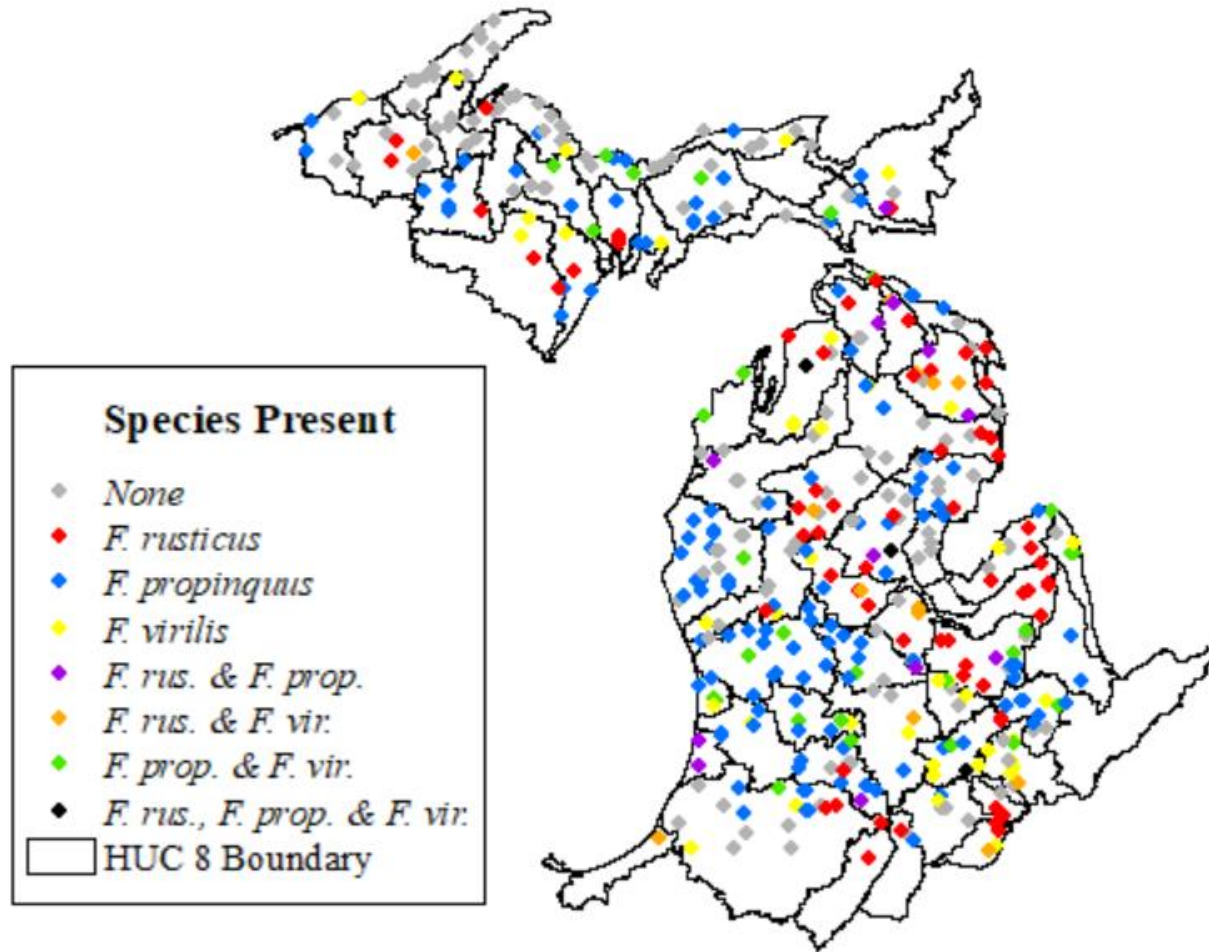 Species Present
None
F. rusticus
F. propinquus
F. virilis
F. rus. & F. prop.
F. rus. & F. vir.
F. prop. & F. vir.
F. rus., F. prop. & F. vir.
HUC 8 Boundary